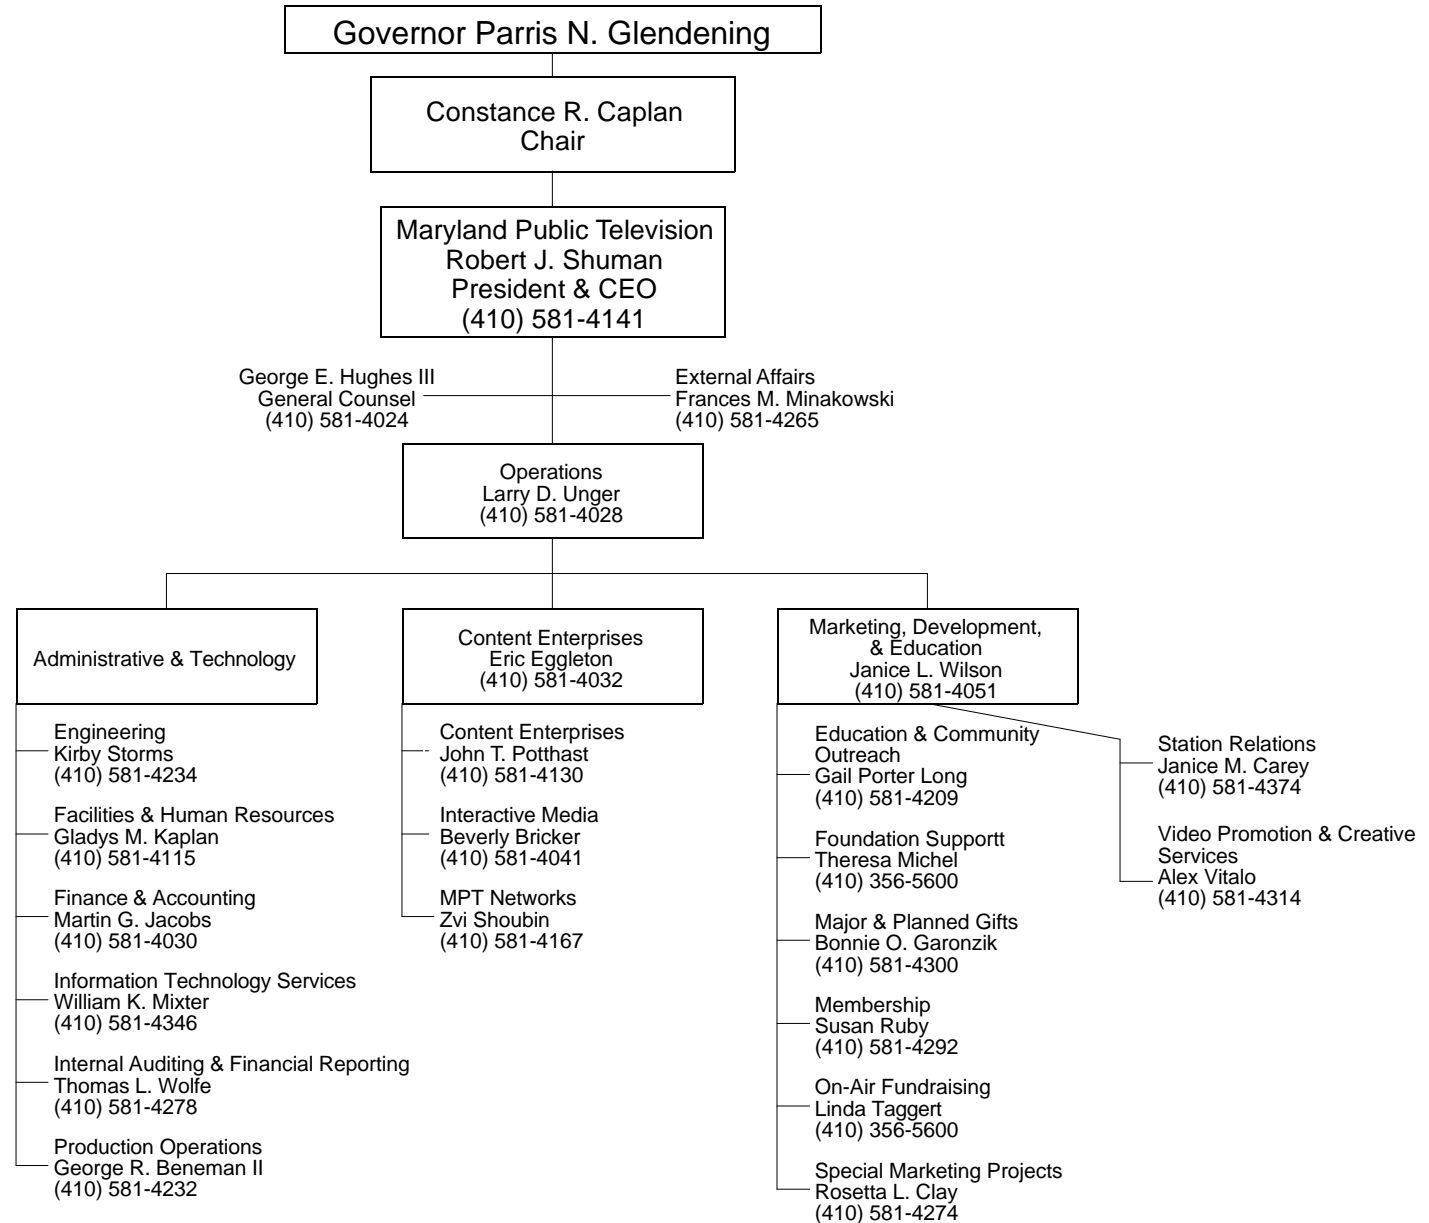 Governor Parris N. Glendening
Constance R. Caplan
Chair
Maryland Public Television
Robert J. Shuman
President & CEO
(410) 581-4141
George E. Hughes III
General Counsel
(410) 581-4024
External Affairs
Frances M. Minakowski
(410) 581-4265
Operations
Larry D. Unger
(410) 581-4028
Administrative & Technology
Engineering
Kirby Storms
(410) 581-4234
Facilities & Human Resources
Gladys M. Kaplan
(410) 581-4115
Finance & Accounting
Martin G. Jacobs
(410) 581-4030
Information Technology Services
William K. Mixter
(410) 581-4346
Internal Auditing & Financial Reporting
Thomas L. Wolfe
(410) 581-4278
Production Operations
George R. Beneman II
(410) 581-4232
Content Enterprises
Eric Eggleton
(410) 581-4032
Content Enterprises
John T. Potthast
(410) 581-4130
Interactive Media
Beverly Bricker
(410) 581-4041
MPT Networks
Zvi Shoubin
(410) 581-4167
Marketing, Development,
& Education
Janice L. Wilson
(410) 581-4051
Education & Community
Outreach
Gail Porter Long
(410) 581-4209
Foundation Supportt
Theresa Michel
(410) 356-5600
Major & Planned Gifts
Bonnie O. Garonzik
(410) 581-4300
Membership
Susan Ruby
(410) 581-4292
On-Air Fundraising
Linda Taggert
(410) 356-5600
Special Marketing Projects
Rosetta L. Clay
(410) 581-4274
Station Relations
Janice M. Carey
(410) 581-4374
Video Promotion & Creative
Services
Alex Vitalo
(410) 581-4314